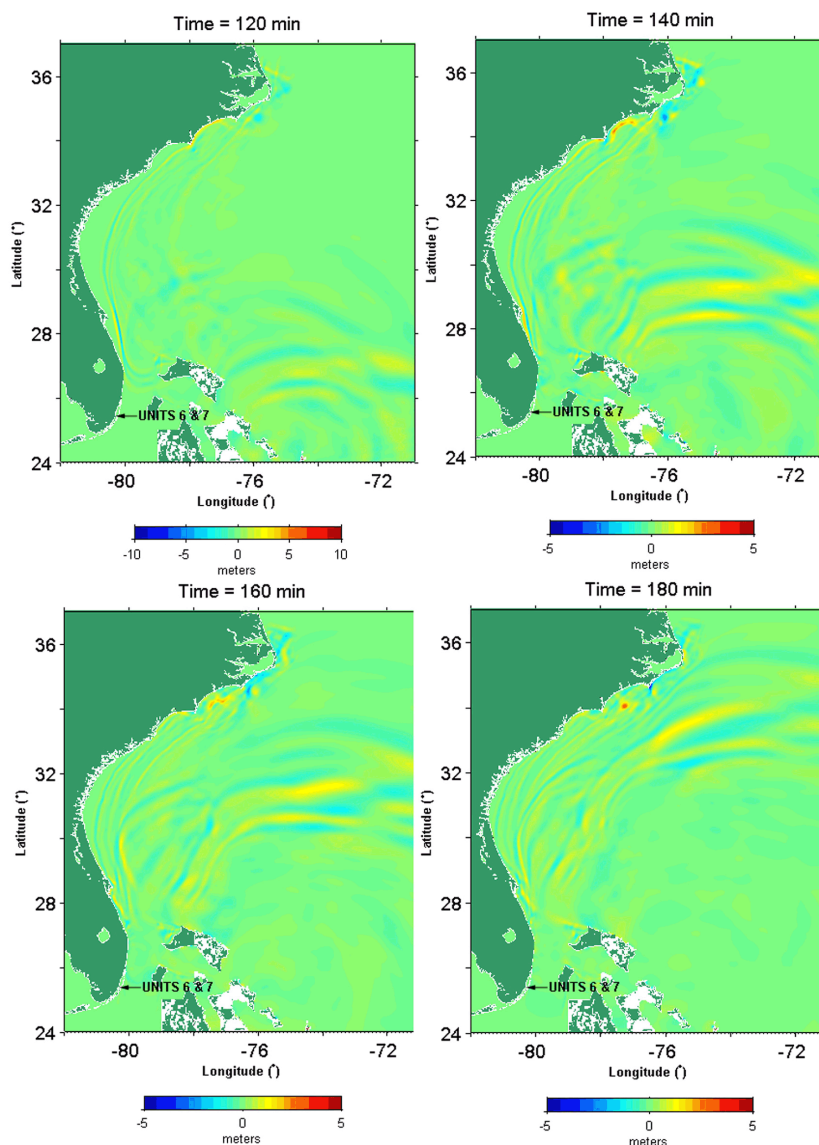 Time = 120 min
36
32
28
24
Latitude (°)
UNITS 6 & 7
-80
-76
-72
Longitude (°)
-10
-5
0
5
10
meters
Time = 140 min
36
32
28
24
Latitude (°)
UNITS 6 & 7
-80
-76
-72
Longitude (°)
-5
0
5
meters
Time = 160 min
36
32
28
24
Latitude (°)
UNITS 6 & 7
-80
-76
-72
Longitude (°)
-5
0
5
meters
Time = 180 min
36
32
28
24
Latitude (°)
UNITS 6 & 7
-80
-76
-72
Longitude (°)
-5
0
5
meters